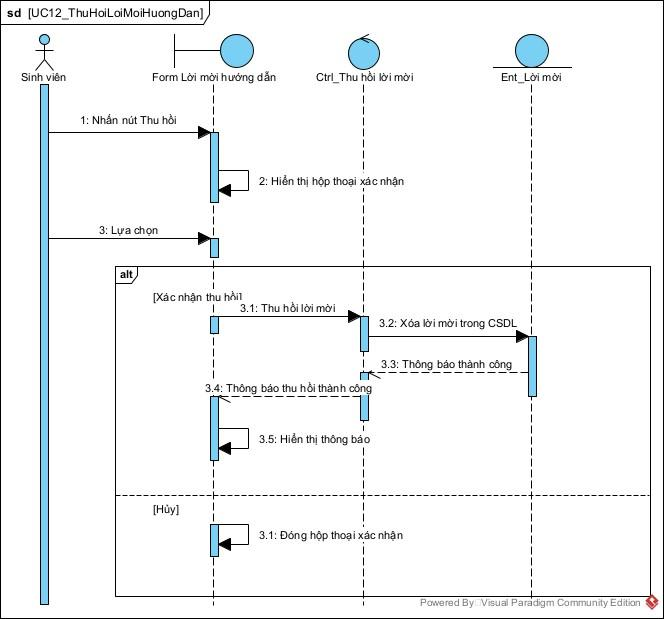 sd [UC12_ThuHoiLoiMoiHuongDan]
Sinh viên
Form Lời mời hướng dẫn
Ctrl_Thu hồi lời mời
Ent_Lời mời
1: Nhấn nút Thu hồi
2: Hiển thị hộp thoại xác nhận
3: Lựa chọn
alt
[Xác nhận thu hồi]
3.1: Thu hồi lời mời
3.2: Xóa lời mời trong CSDL
3.3: Thông báo thành công
3.4: Thông báo thu hồi thành công
3.5: Hiển thị thông báo
[Hủy]
3.1: Đóng hộp thoại xác nhận
Powered By Visual Paradigm Community Edition